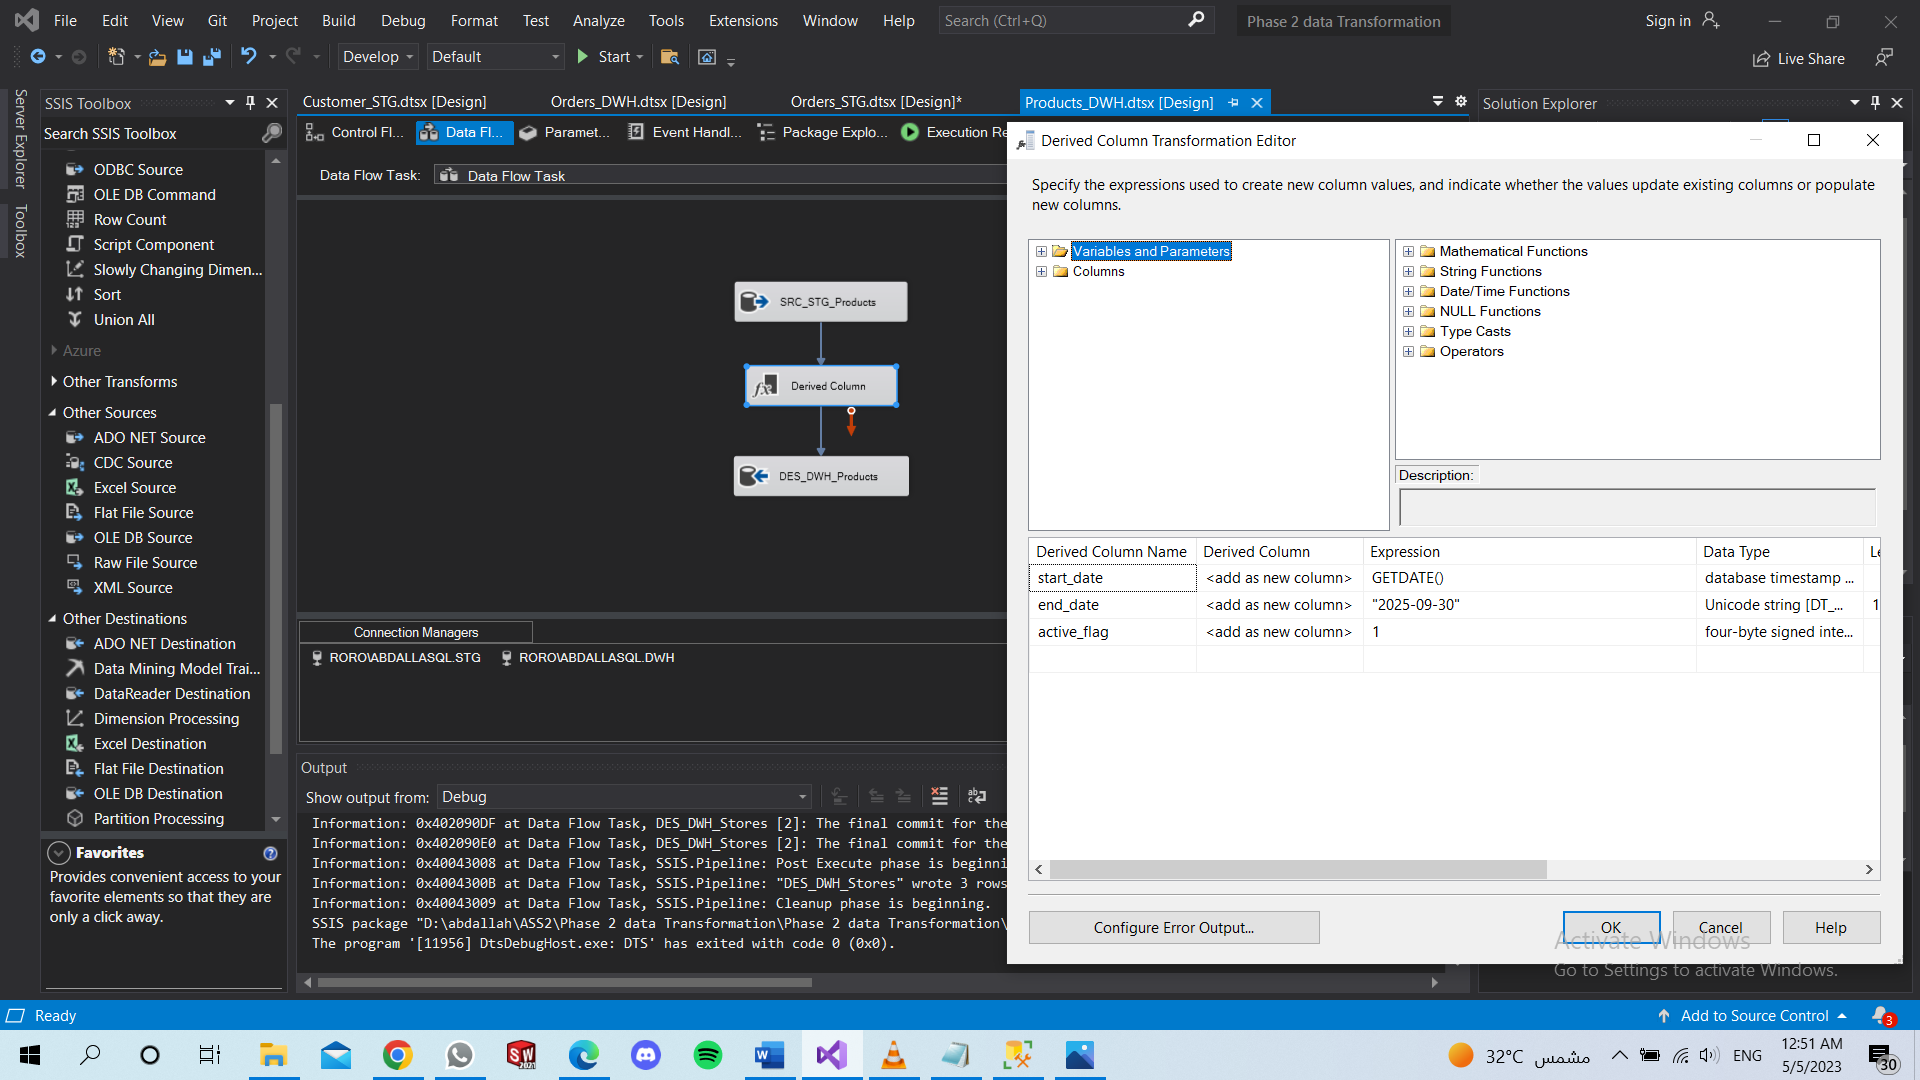 File Edit View Git Project Build Debug Format Test Analyze Tools Extensions Window Help Search (Ctrl+Q) Phase 2 data Transformation Sign in
Develop Default Start Live Share
Server Explorer
Toolbox
SSIS Toolbox
Search SSIS Toolbox
ODBC Source
OLE DB Command
Row Count
Script Component
Slowly Changing Dimen...
Sort
Union All
Azure
Other Transforms
Other Sources
ADO NET Source
CDC Source
Excel Source
Flat File Source
OLE DB Source
Raw File Source
XML Source
Other Destinations
ADO NET Destination
Data Mining Model Trai...
DataReader Destination
Dimension Processing
Excel Destination
Flat File Destination
OLE DB Destination
Partition Processing
Favorites
Provides convenient access to your
favorite elements so that they are
only a click away.
Customer_STG.dtsx [Design] Orders_DWH.dtsx [Design] Orders_STG.dtsx [Design]* Products_DWH.dtsx [Design]
Control Fl... Data Fl... Paramet... Event Handl... Package Explo... Execution Re
Data Flow Task: Data Flow Task
SRC_STG_Products
Derived Column
DES_DWH_Products
Connection Managers
RORO\ABDALLASQL.STG RORO\ABDALLASQL.DWH
Output
Show output from: Debug
Information: 0x402090DF at Data Flow Task, DES_DWH_Stores [2]: The final commit for the
Information: 0x402090E0 at Data Flow Task, DES_DWH_Stores [2]: The final commit for the
Information: 0x40043008 at Data Flow Task, SSIS.Pipeline: Post Execute phase is beginni
Information: 0x4004300B at Data Flow Task, SSIS.Pipeline: "DES_DWH_Stores" wrote 3 rows
Information: 0x40043009 at Data Flow Task, SSIS.Pipeline: Cleanup phase is beginning.
SSIS package "D:\abdallah\ASS2\Phase 2 data Transformation\Phase 2 data Transformation\
The program '[11956] DtsDebugHost.exe: DTS' has exited with code 0 (0x0).
Solution Explorer
Derived Column Transformation Editor
Specify the expressions used to create new column values, and indicate whether the values update existing columns or populate
new columns.
Variables and Parameters
Columns
Mathematical Functions
String Functions
Date/Time Functions
NULL Functions
Type Casts
Operators
Description:
Derived Column Name Derived Column Expression Data Type Le
start_date <add as new column> GETDATE() database timestamp ...
end_date <add as new column> "2025-09-30" Unicode string [DT_... 1
active_flag <add as new column> 1 four-byte signed inte...
Configure Error Output... OK Cancel Help
Activate Windows
Go to Settings to activate Windows.
Ready Add to Source Control 3
32°C مشمس ENG 12:51 AM
5/5/2023 30